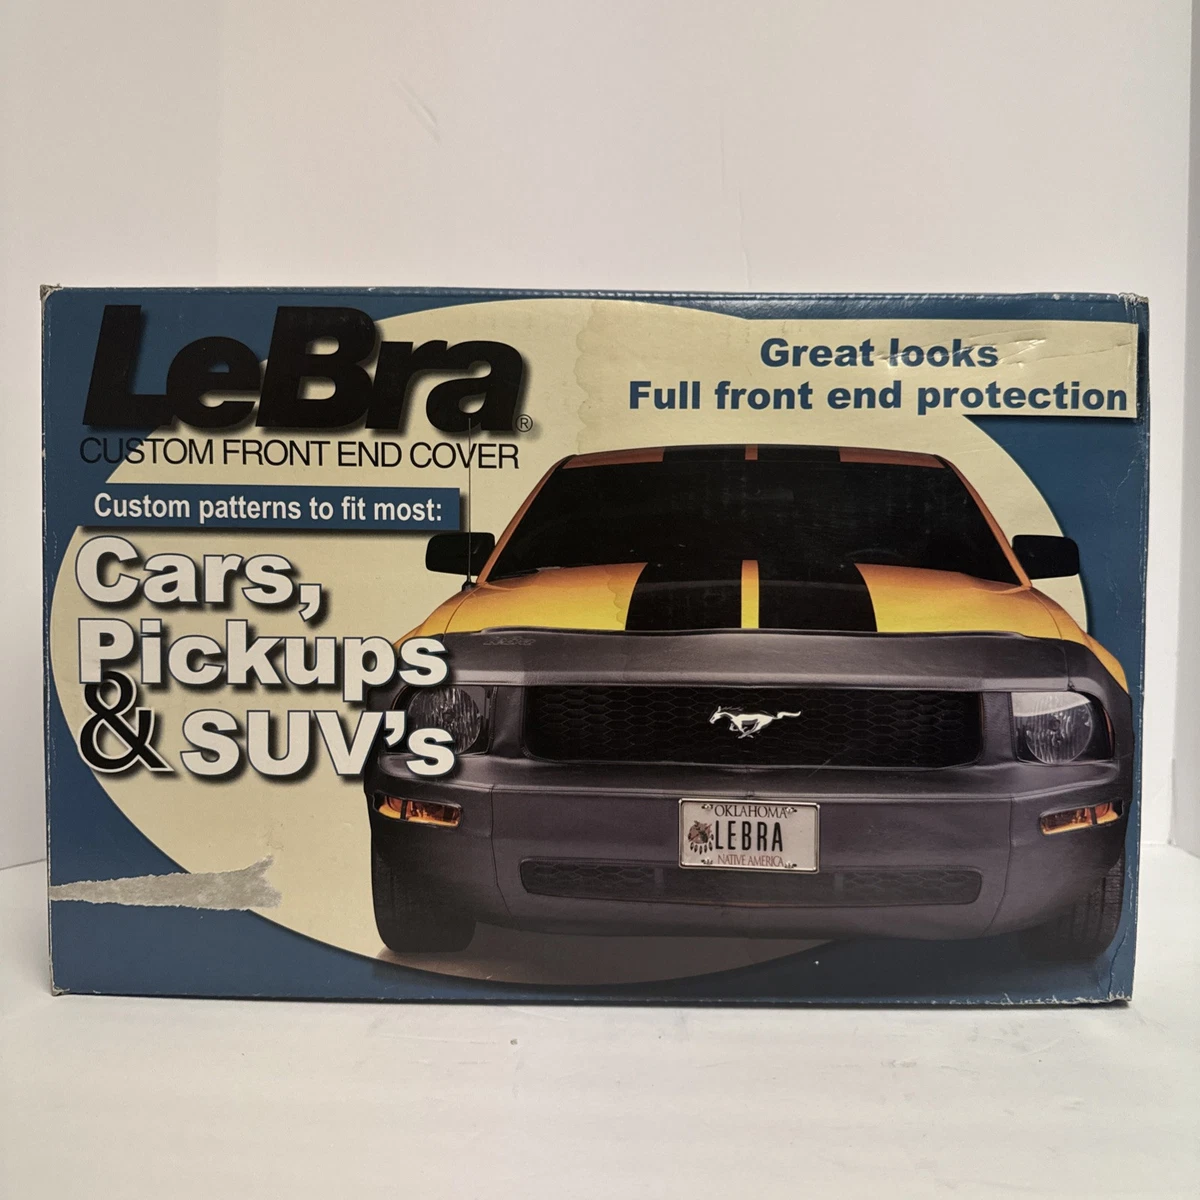 LeBra®
CUSTOM FRONT END COVER
Great looks
Full front end protection
Custom patterns to fit most:
Cars,
Pickups
& SUV's
OKLAHOMA
LEBRA
NATIVE AMERICA